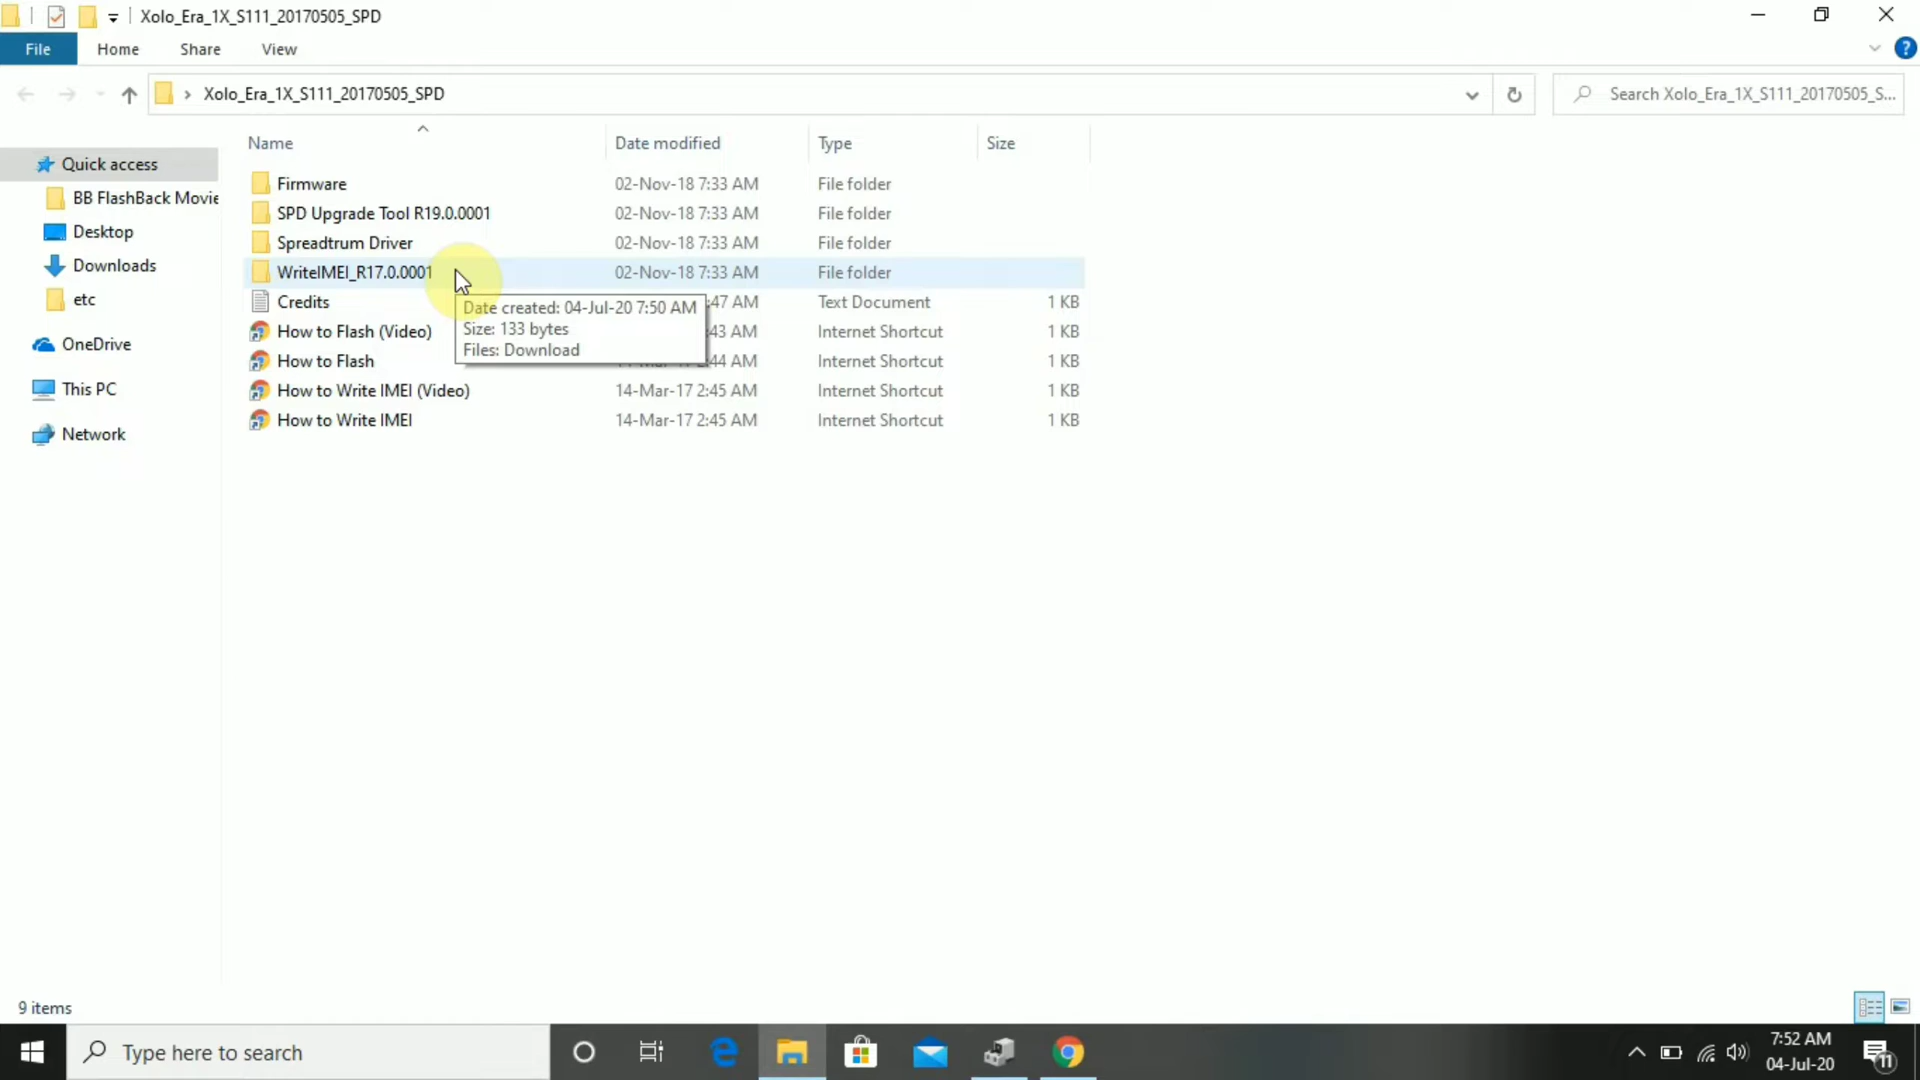 Xolo_Era_1X_S111_20170505_SPD
File Home Share View
Xolo_Era_1X_S111_20170505_SPD
Search Xolo_Era_1X_S111_20170505_S...
Name Date modified Type Size
Quick access
BB FlashBack Movie
Desktop
Downloads
etc
OneDrive
This PC
Network
Firmware 02-Nov-18 7:33 AM File folder
SPD Upgrade Tool R19.0.0001 02-Nov-18 7:33 AM File folder
Spreadtrum Driver 02-Nov-18 7:33 AM File folder
WriteIMEI_R17.0.0001 02-Nov-18 7:33 AM File folder
Credits :47 AM Text Document 1 KB
How to Flash (Video) :43 AM Internet Shortcut 1 KB
How to Flash :44 AM Internet Shortcut 1 KB
How to Write IMEI (Video) 14-Mar-17 2:45 AM Internet Shortcut 1 KB
How to Write IMEI 14-Mar-17 2:45 AM Internet Shortcut 1 KB
Date created: 04-Jul-20 7:50 AM
Size: 133 bytes
Files: Download
9 items
Type here to search
7:52 AM
04-Jul-20
11